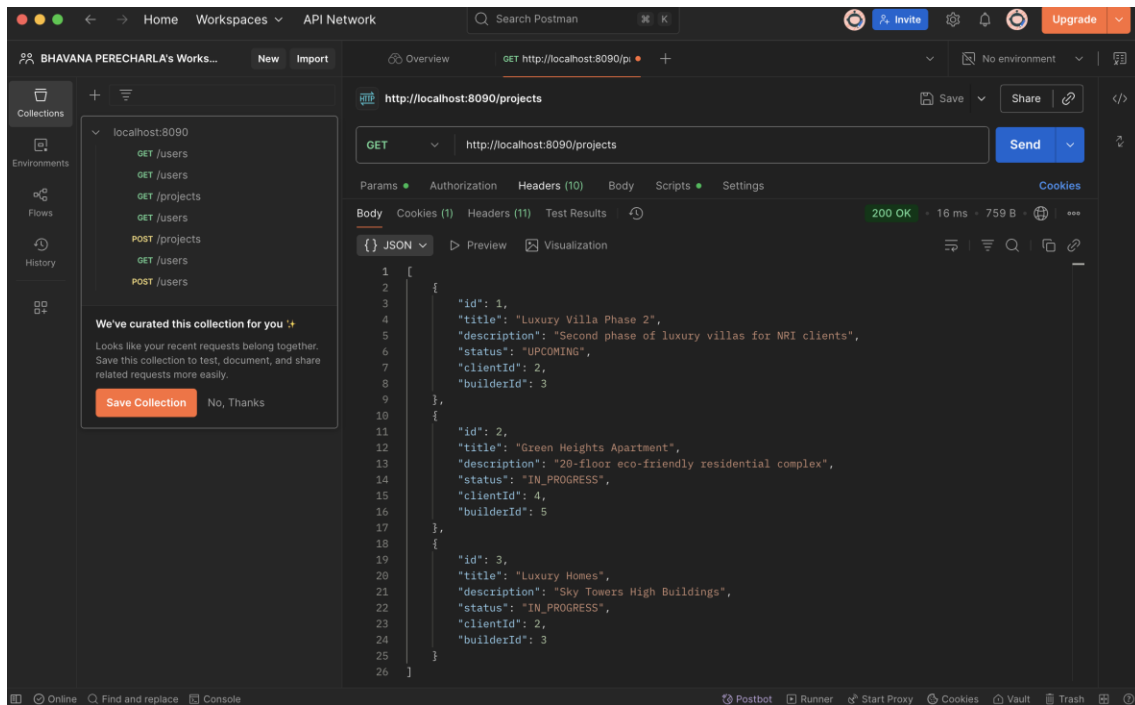 Home Workspaces API Network Search Postman ⌘ K Invite Upgrade
BHAVANA PERECHARLA's Works... New Import Overview GET http://localhost:8090/pr No environment
Collections
Environments
Flows
History
localhost:8090
GET /users
GET /users
GET /projects
GET /users
POST /projects
GET /users
POST /users
We've curated this collection for you ✨
Looks like your recent requests belong together.
Save this collection to test, document, and share
related requests more easily.
Save Collection No, Thanks
HTTP http://localhost:8090/projects Save Share
GET http://localhost:8090/projects Send
Params Authorization Headers (10) Body Scripts Settings Cookies
Body Cookies (1) Headers (11) Test Results 200 OK 16 ms 759 B
{} JSON Preview Visualization
1 [
2 {
3 "id": 1,
4 "title": "Luxury Villa Phase 2",
5 "description": "Second phase of luxury villas for NRI clients",
6 "status": "UPCOMING",
7 "clientId": 2,
8 "builderId": 3
9 },
10 {
11 "id": 2,
12 "title": "Green Heights Apartment",
13 "description": "20-floor eco-friendly residential complex",
14 "status": "IN_PROGRESS",
15 "clientId": 4,
16 "builderId": 5
17 },
18 {
19 "id": 3,
20 "title": "Luxury Homes",
21 "description": "Sky Towers High Buildings",
22 "status": "IN_PROGRESS",
23 "clientId": 2,
24 "builderId": 3
25 }
26 ]
Online Find and replace Console Postbot Runner Start Proxy Cookies Vault Trash